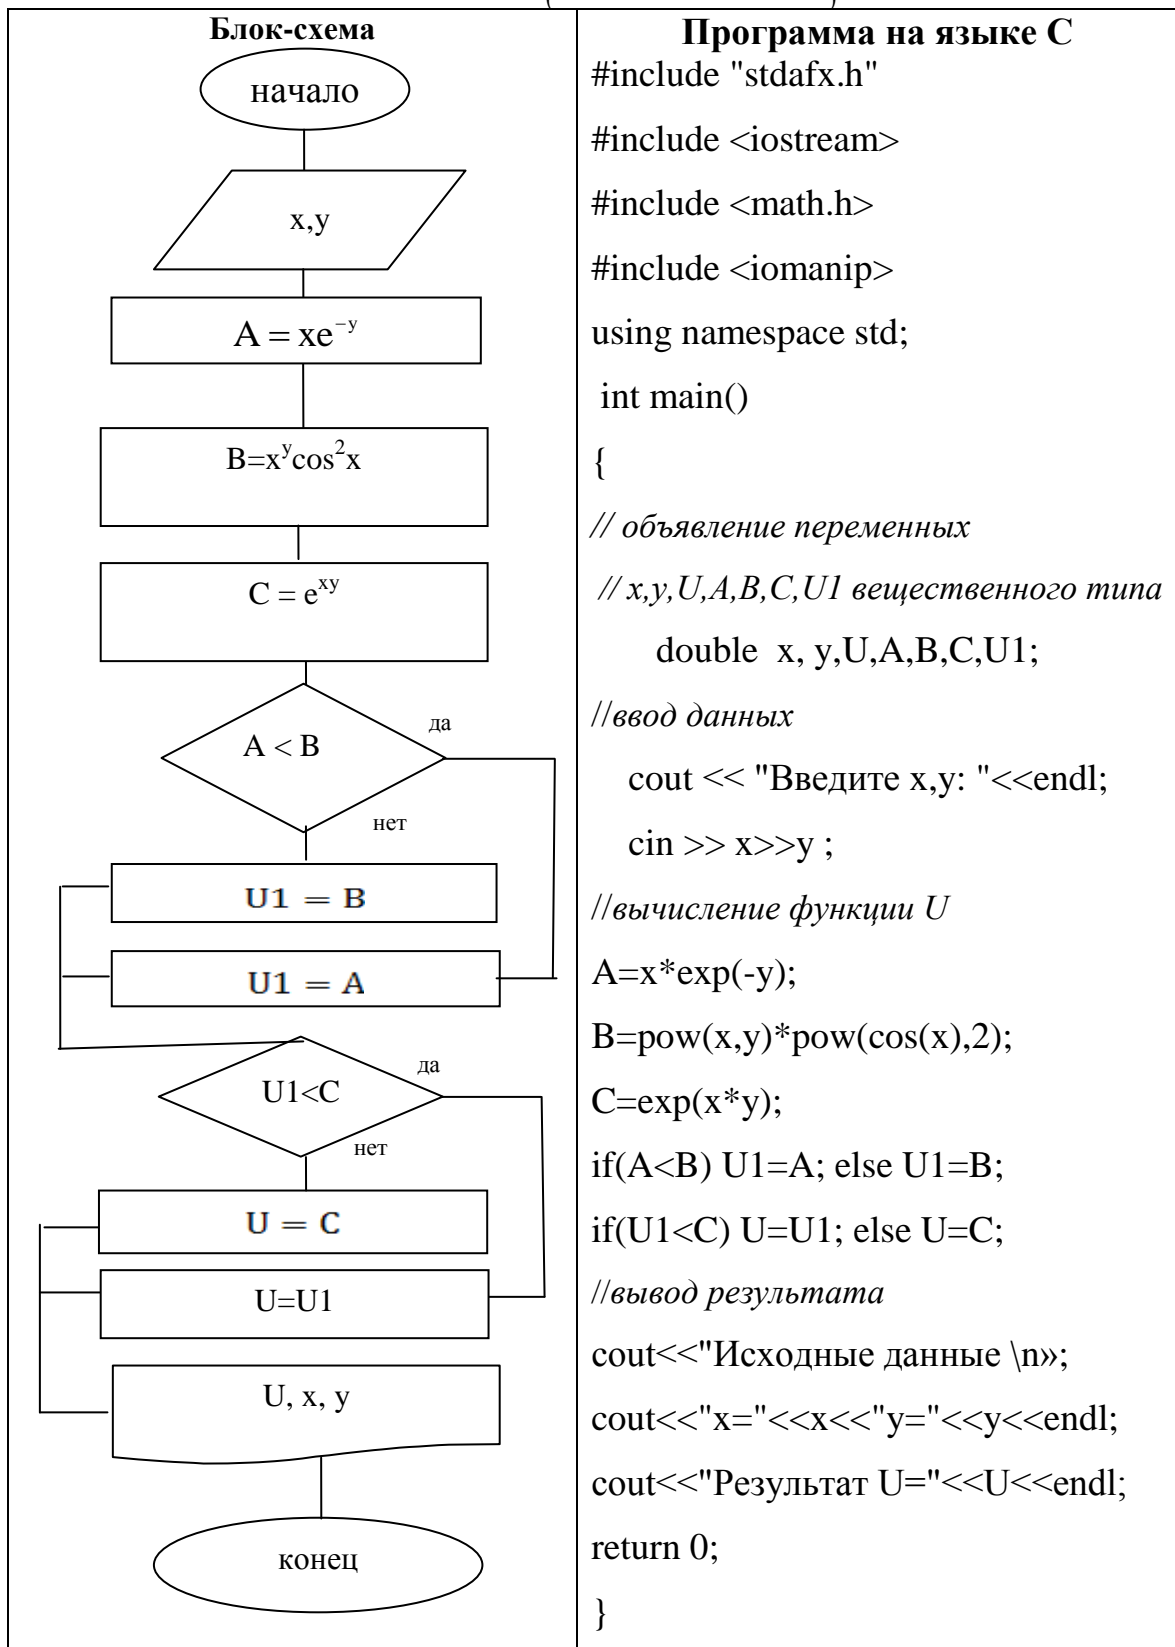 Блок-схема
начало
x,y
A = xe⁻ʸ
B=xʸcos²x
C = eˣʸ
A < B
да
нет
U1 = B
U1 = A
U1<C
да
нет
U = C
U=U1
U, x, y
конец
Программа на языке C
#include "stdafx.h"
#include <iostream>
#include <math.h>
#include <iomanip>
using namespace std;
int main()
{
// объявление переменных
// x,y,U,A,B,C,U1 вещественного типа
double x, y,U,A,B,C,U1;
//ввод данных
cout << "Введите x,y: "<<endl;
cin >> x>>y ;
//вычисление функции U
A=x*exp(-y);
B=pow(x,y)*pow(cos(x),2);
C=exp(x*y);
if(A<B) U1=A; else U1=B;
if(U1<C) U=U1; else U=C;
//вывод результата
cout<<"Исходные данные \n»;
cout<<"x="<<x<<"y="<<y<<endl;
cout<<"Результат U="<<U<<endl;
return 0;
}